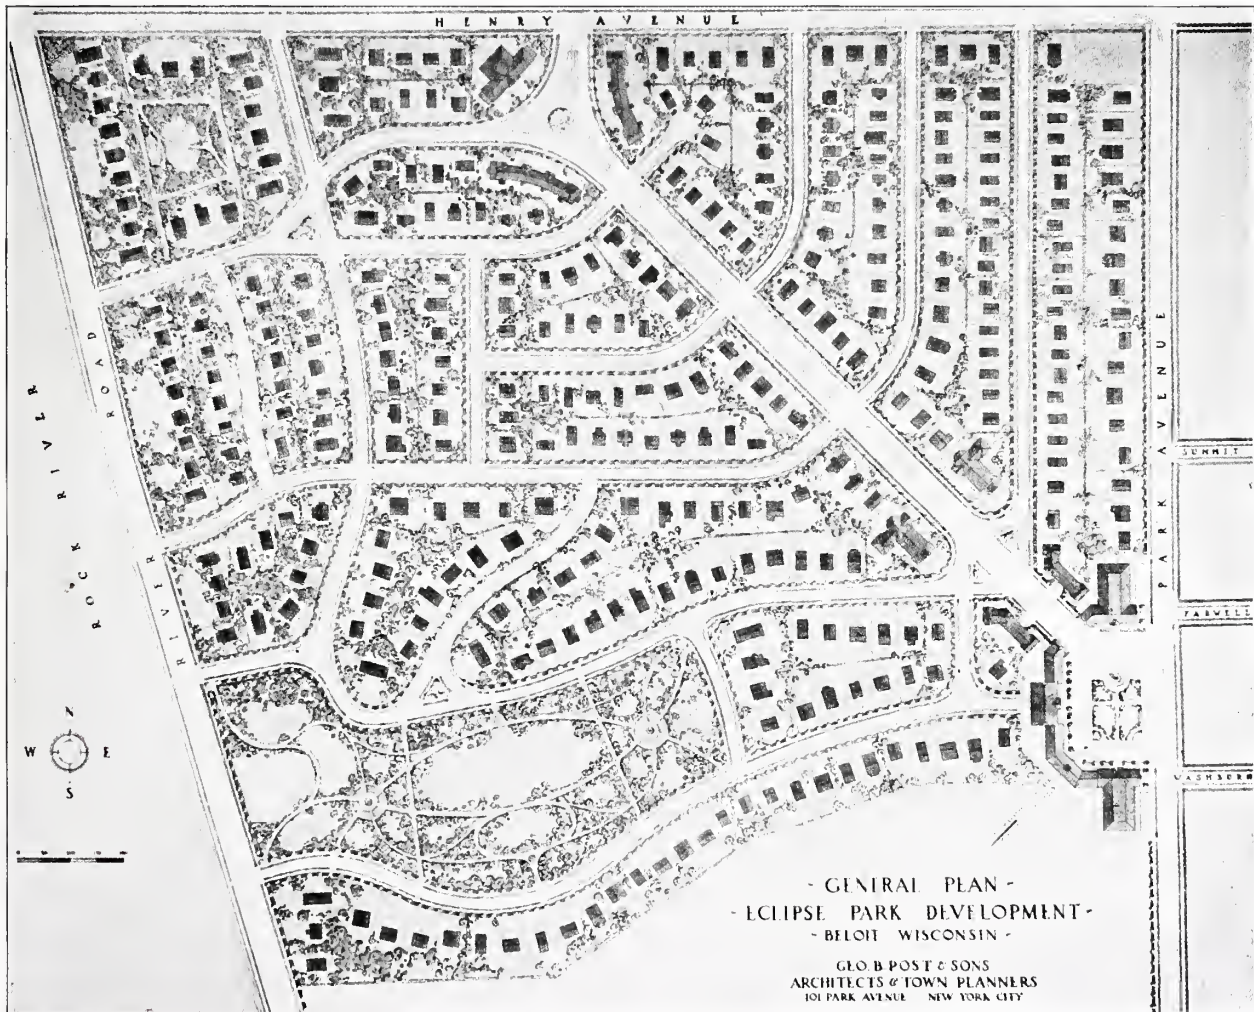 HENRY AVENUE
ROCK RIVER
RIVER ROAD
PARK AVENUE
SUMMIT
FARWELL
WASHBURN
N
W E
S
- GENERAL PLAN -
- ECLIPSE PARK DEVELOPMENT -
- BELOIT WISCONSIN -
GEO. B. POST & SONS
ARCHITECTS & TOWN PLANNERS
101 PARK AVENUE NEW YORK CITY